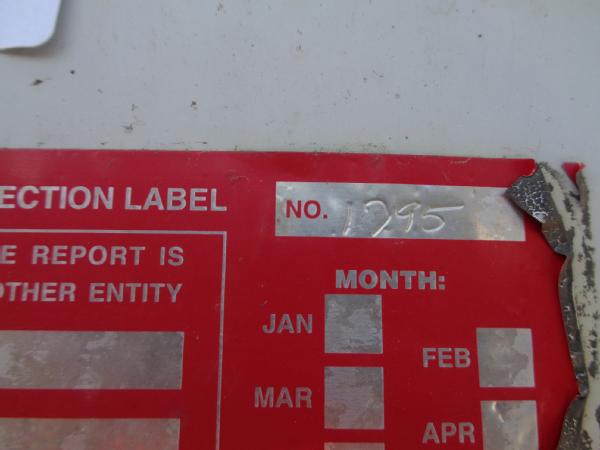 ECTION LABEL
NO. 1295
E REPORT IS
OTHER ENTITY
MONTH:
JAN
FEB
MAR
APR